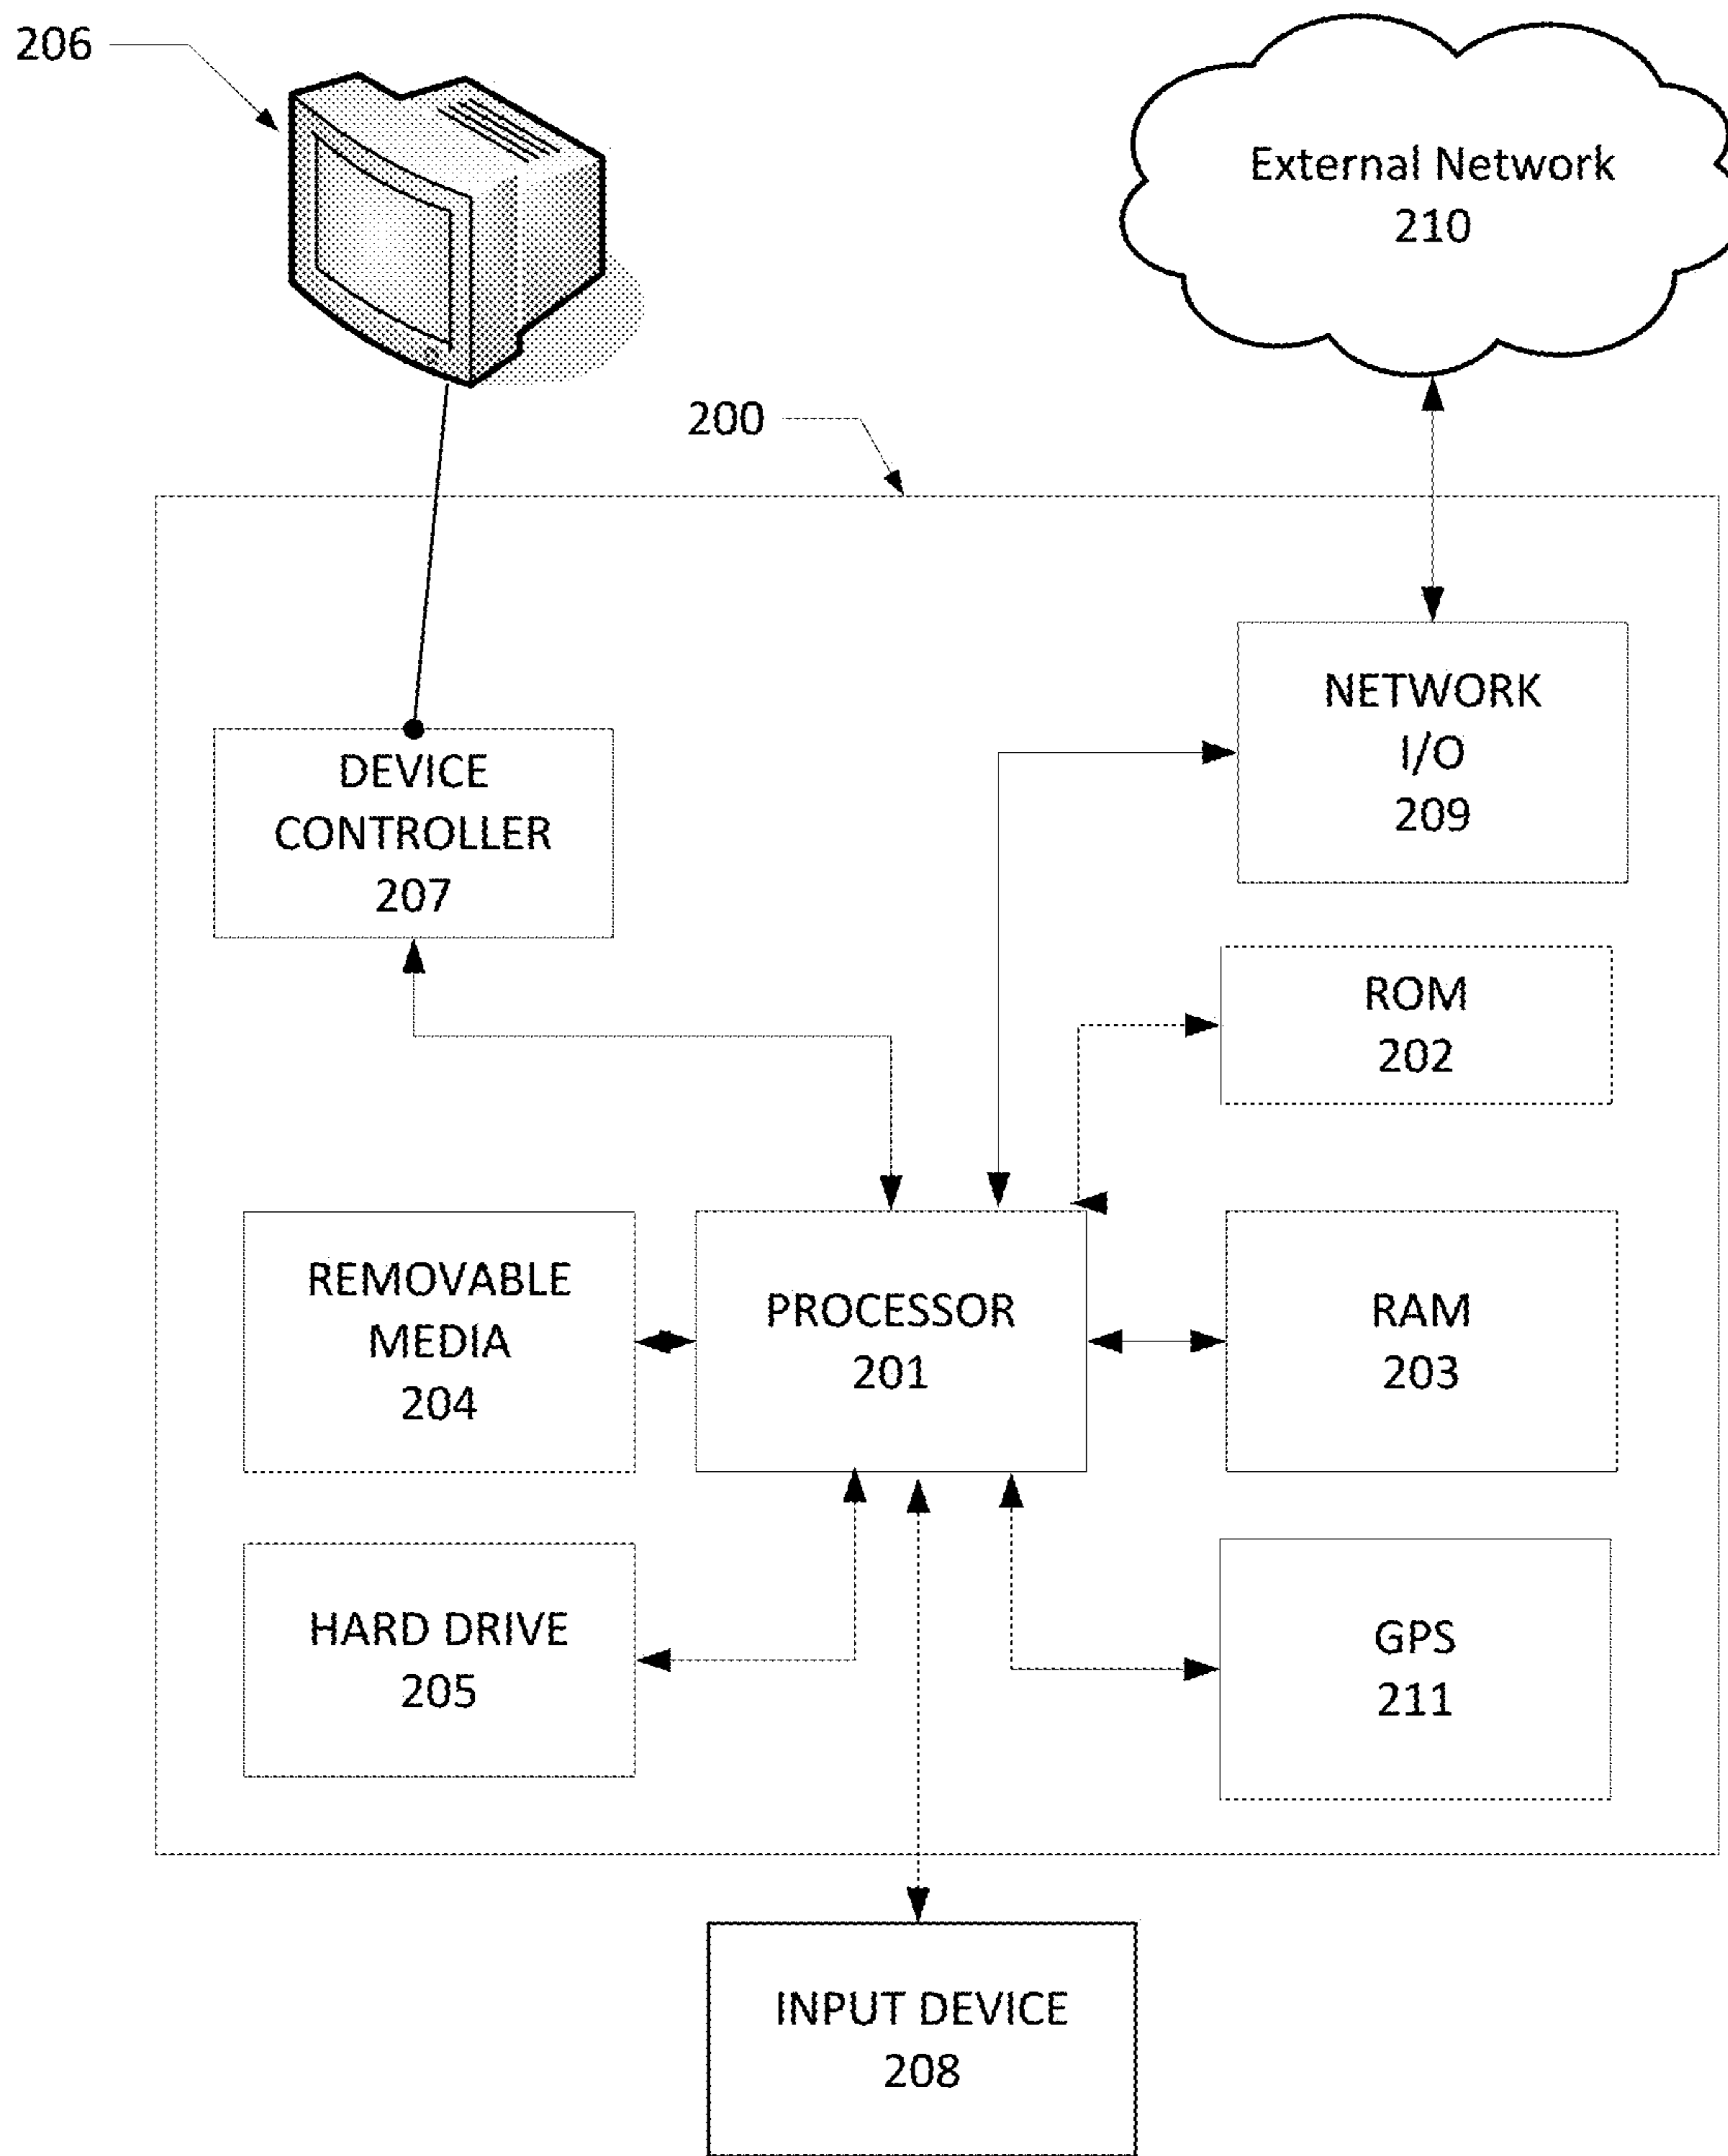 206
External Network
210
200
NETWORK
I/O
209
DEVICE
CONTROLLER
207
ROM
202
REMOVABLE
MEDIA
204
PROCESSOR
201
RAM
203
HARD DRIVE
205
GPS
211
INPUT DEVICE
208